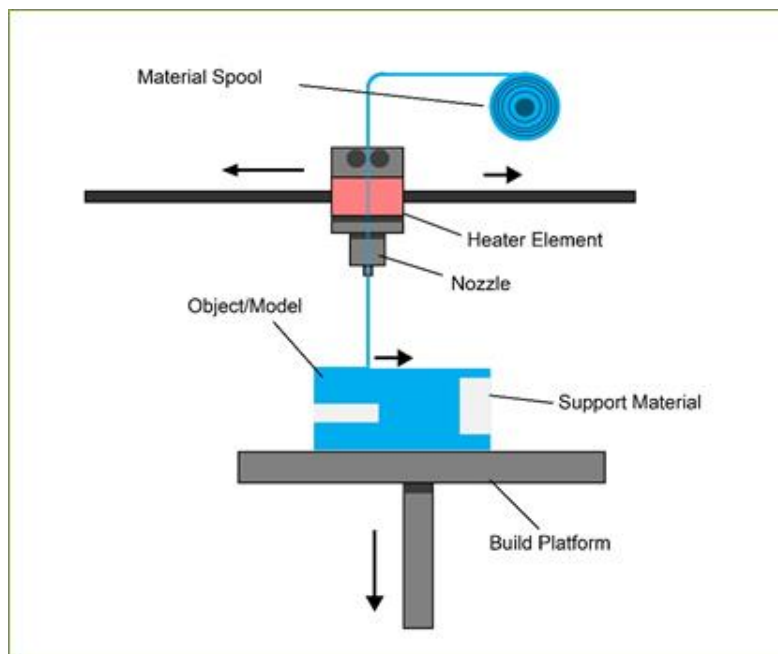 Material Spool
Heater Element
Nozzle
Object/Model
Support Material
Build Platform